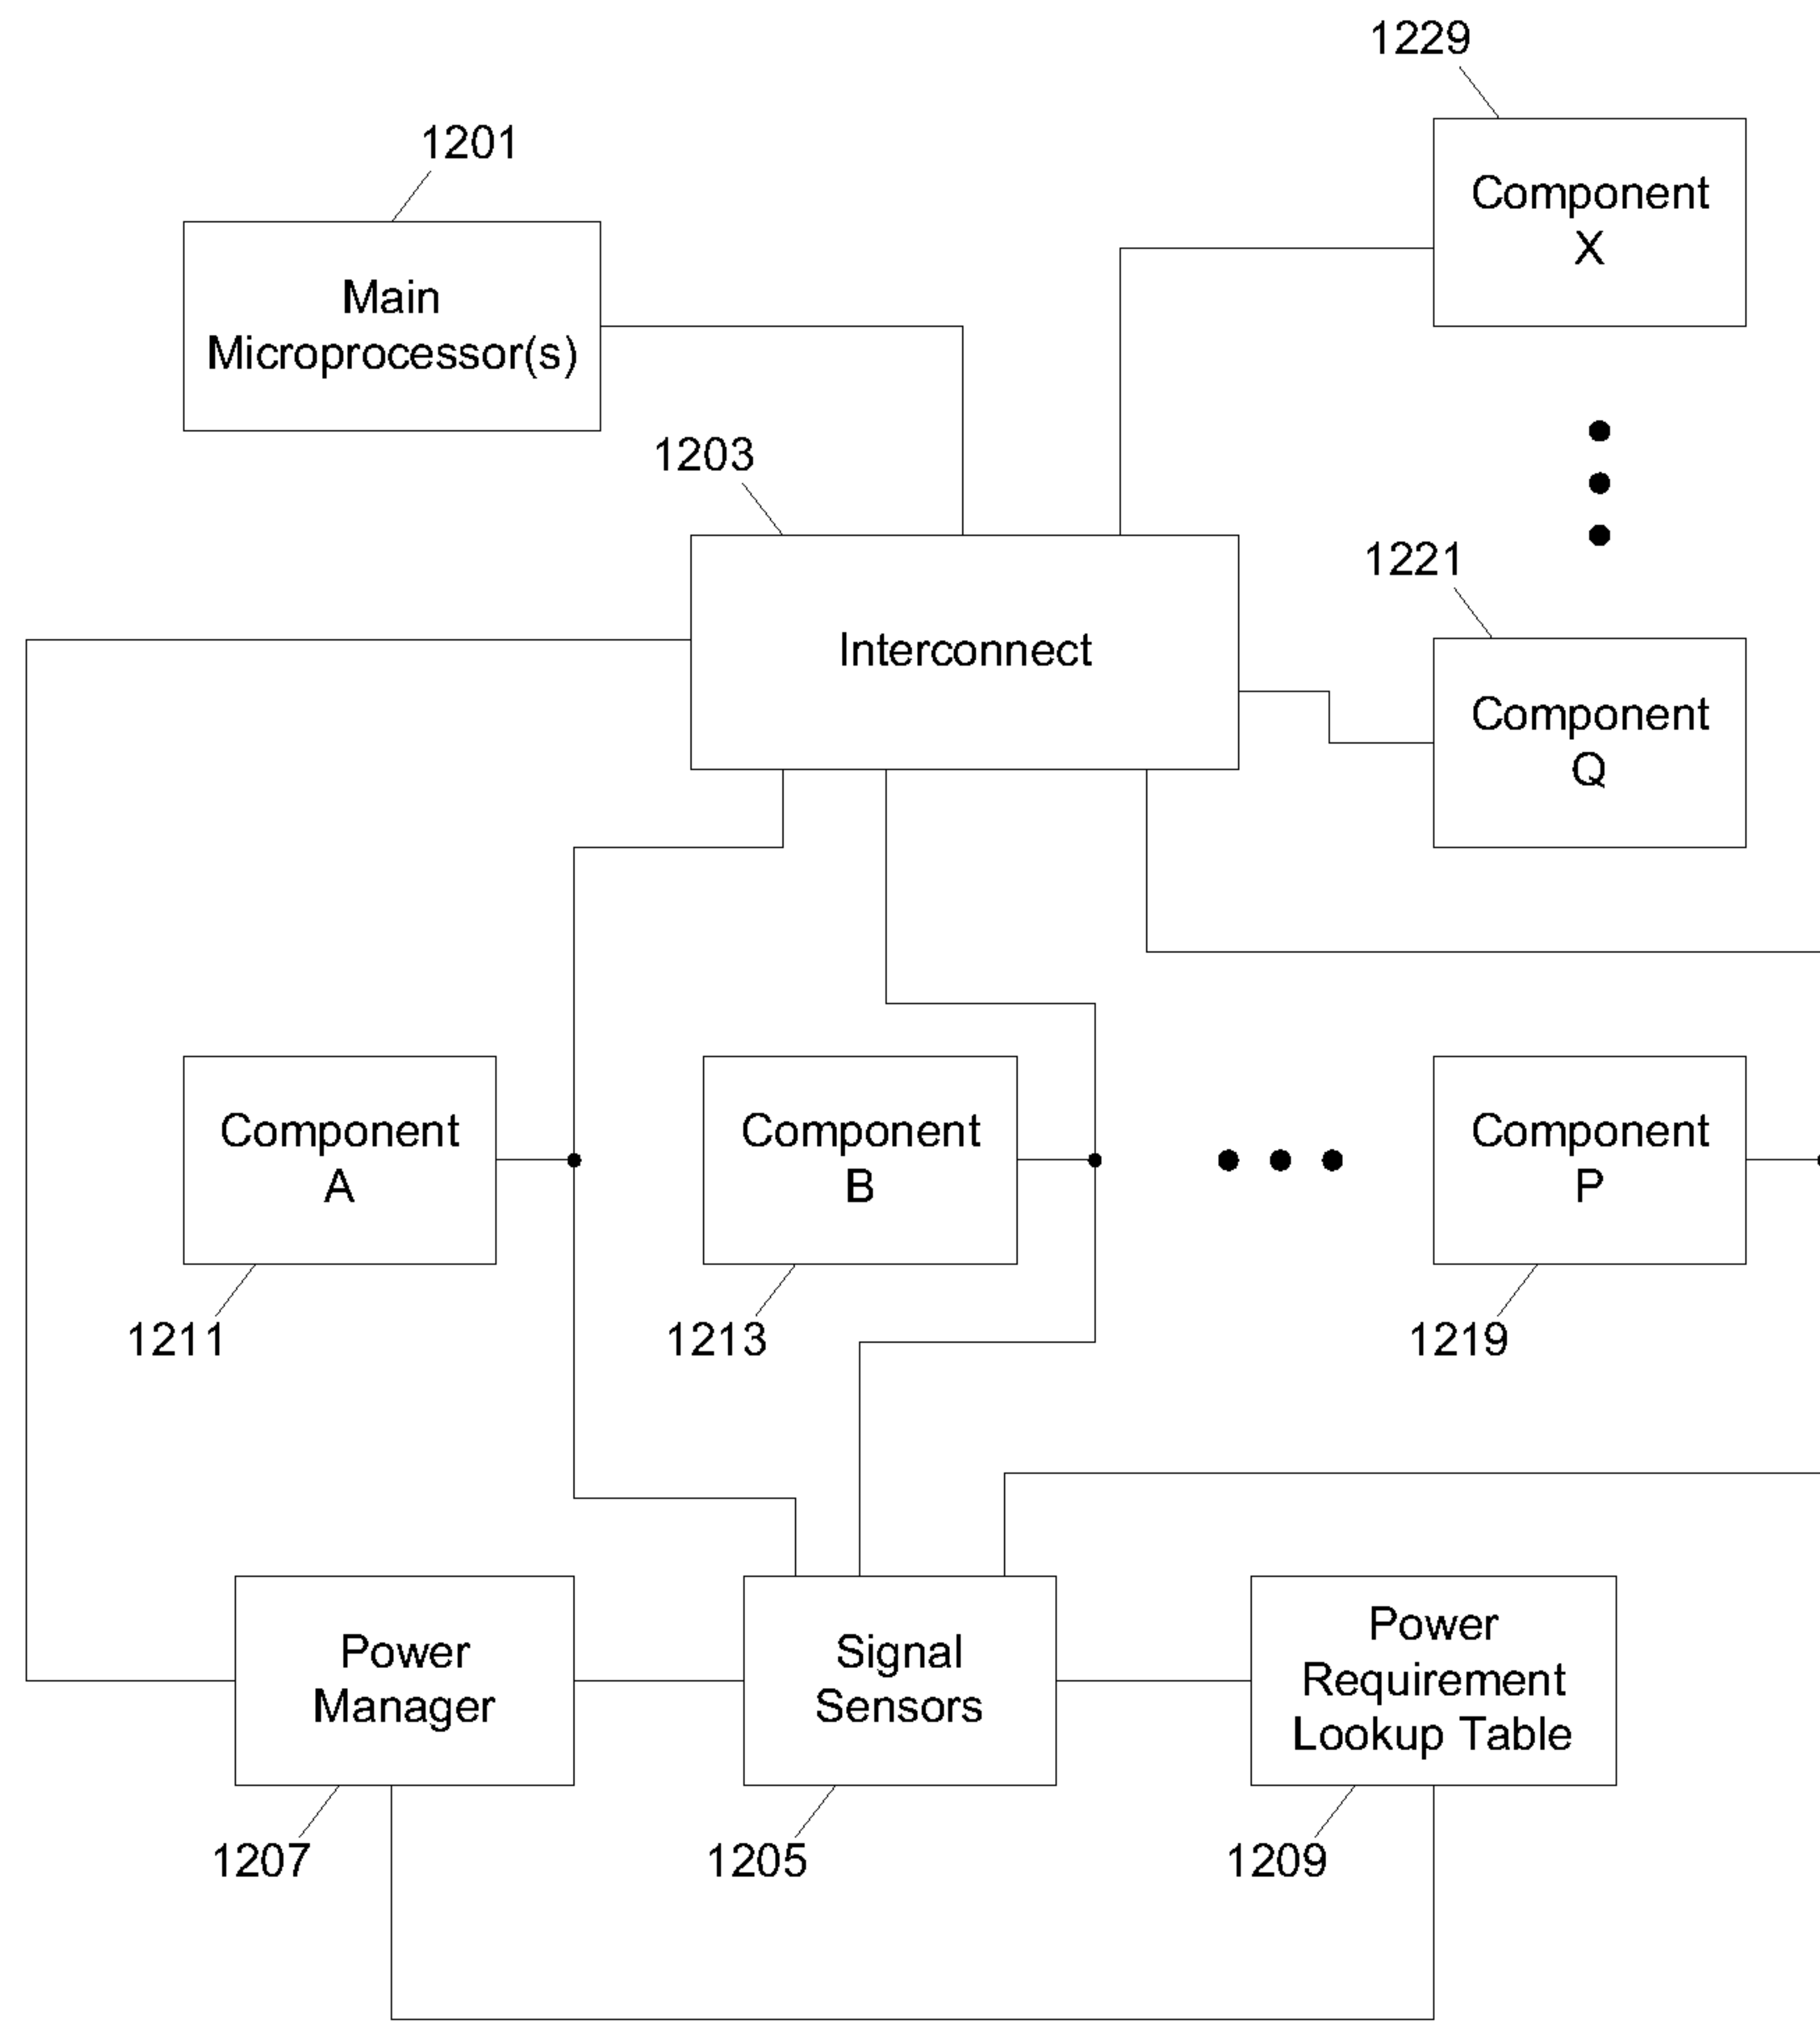 1229
Component
X
1201
Main
Microprocessor(s)
1203
Interconnect
1221
Component
Q
Component
A
Component
B
Component
P
1211
1213
1219
Power
Manager
Signal
Sensors
Power
Requirement
Lookup Table
1207
1205
1209